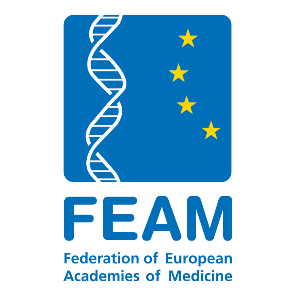 FEAM
Federation of European
Academies of Medicine